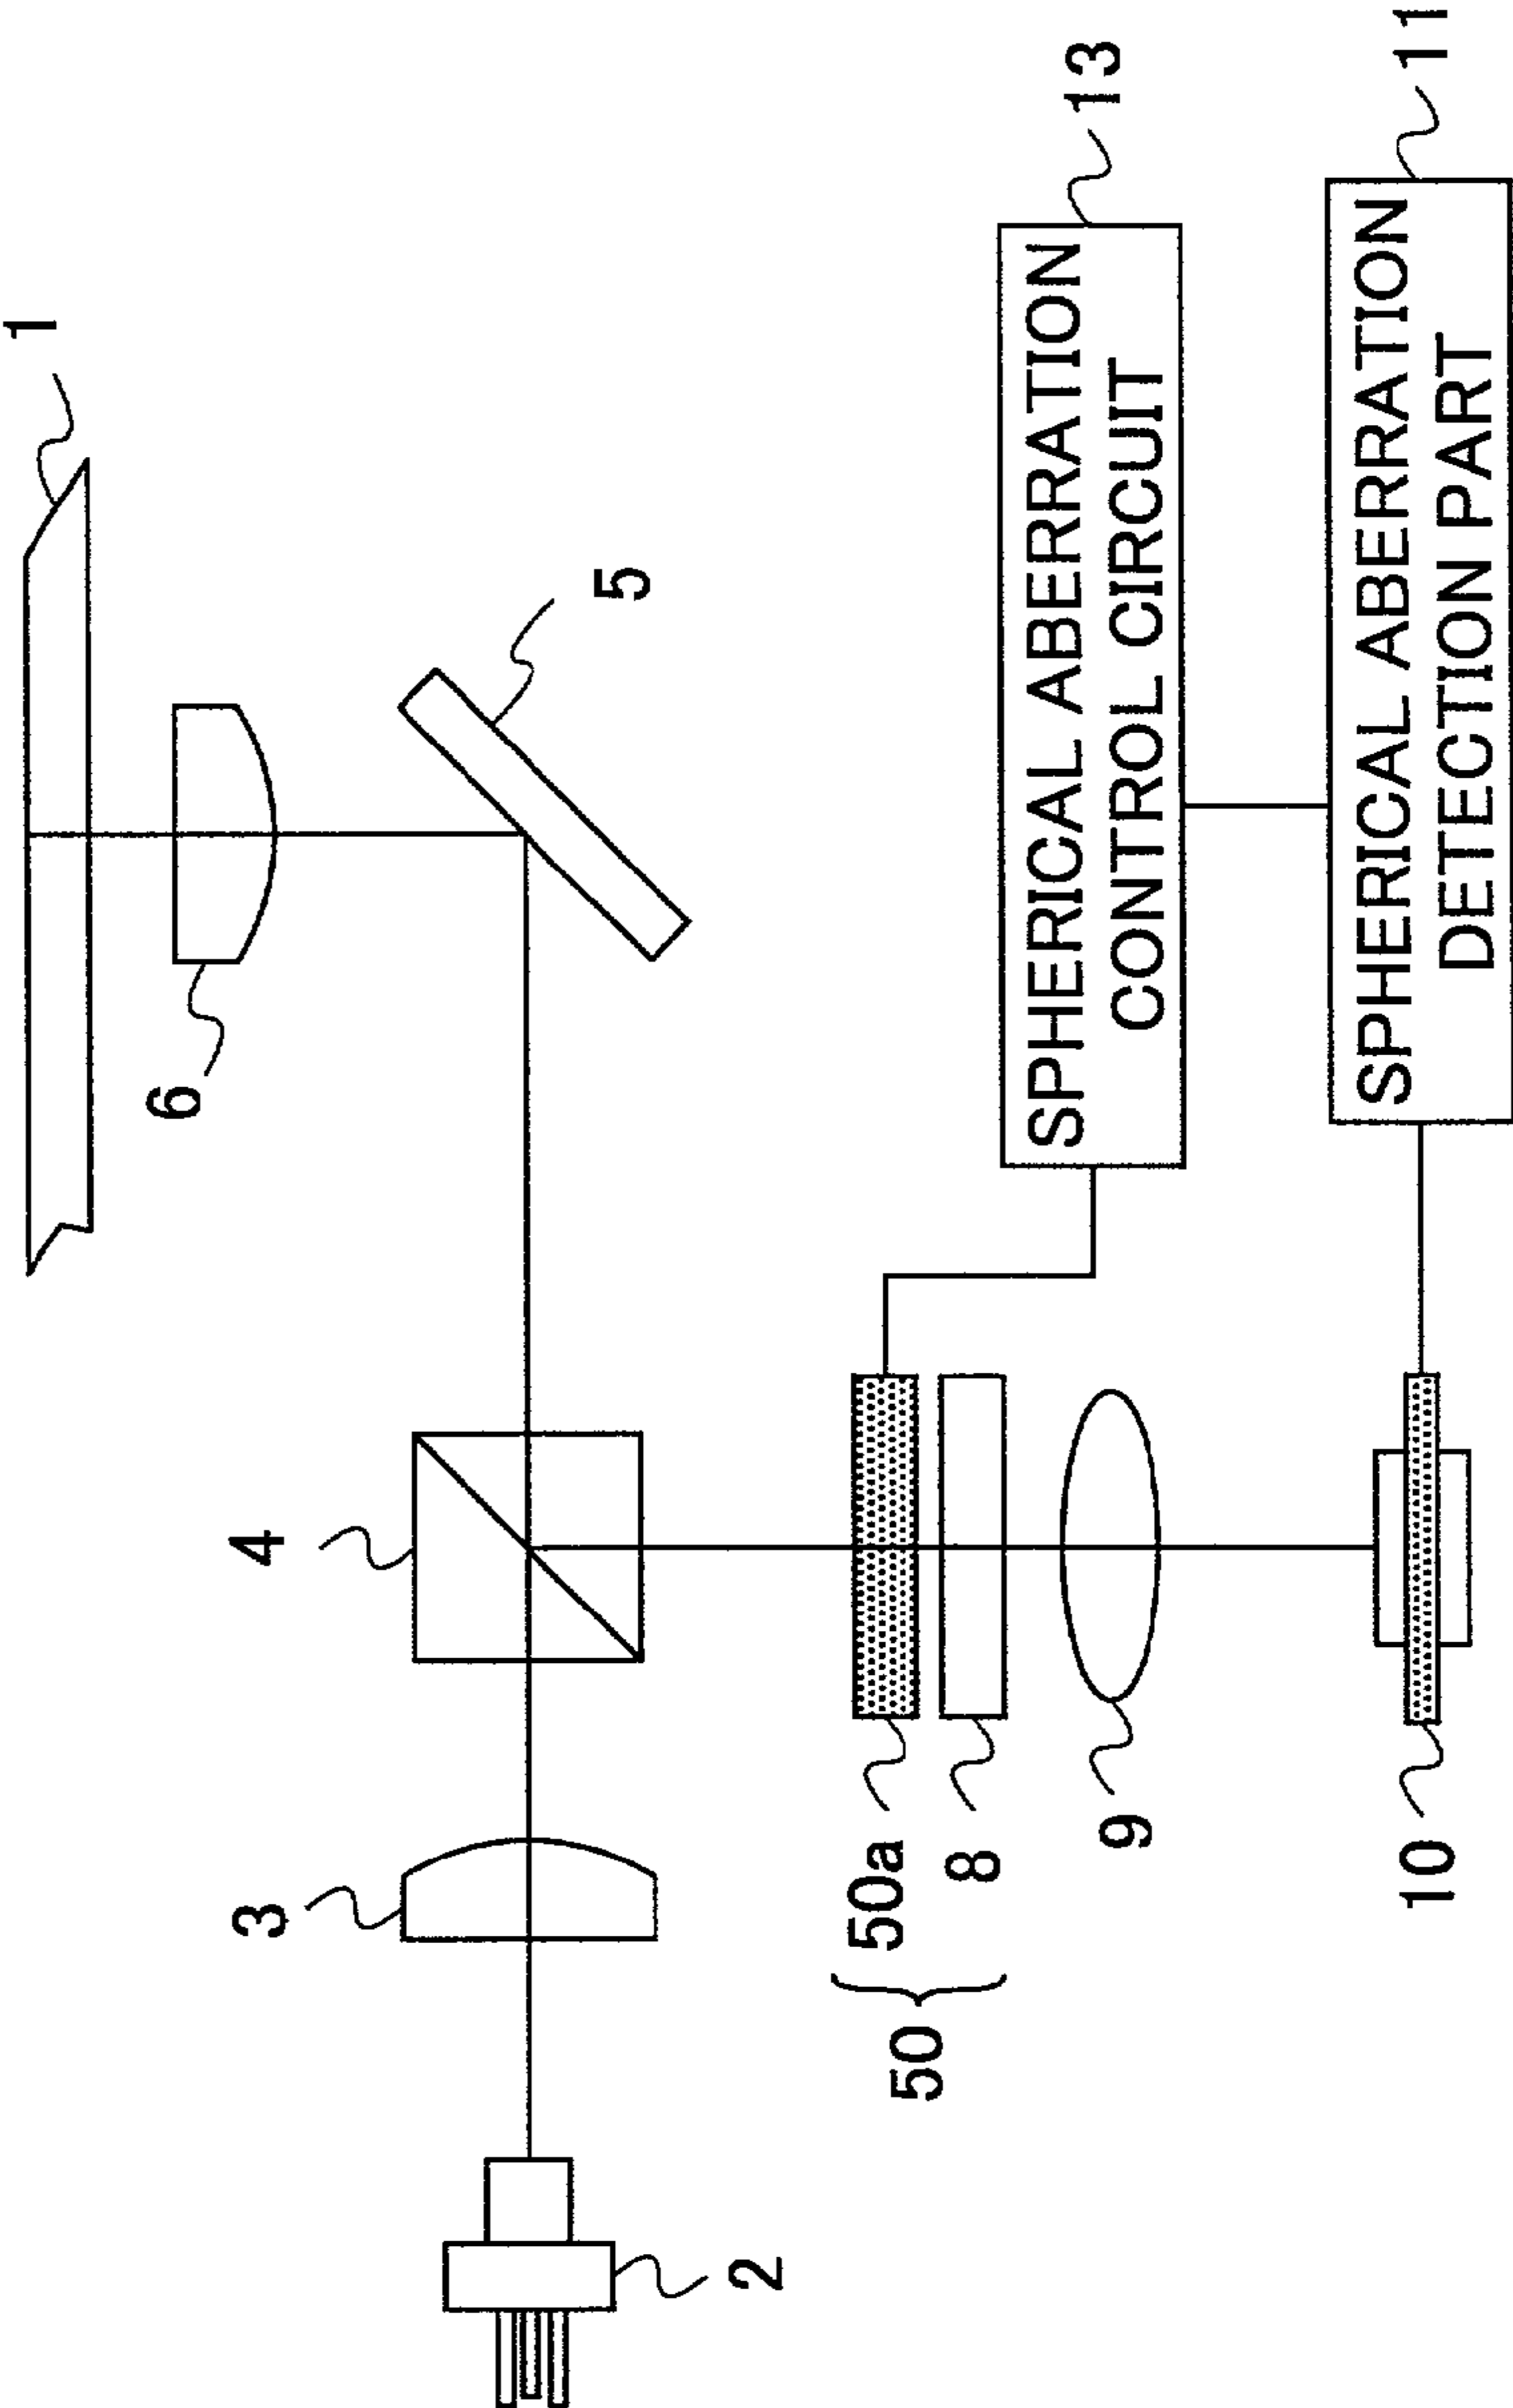 1
6
3
4
5
2
50a
50
8
13
SPHERICAL ABERRATION
CONTROL CIRCUIT
9
11
SPHERICAL ABERRATION
DETECTION PART
10